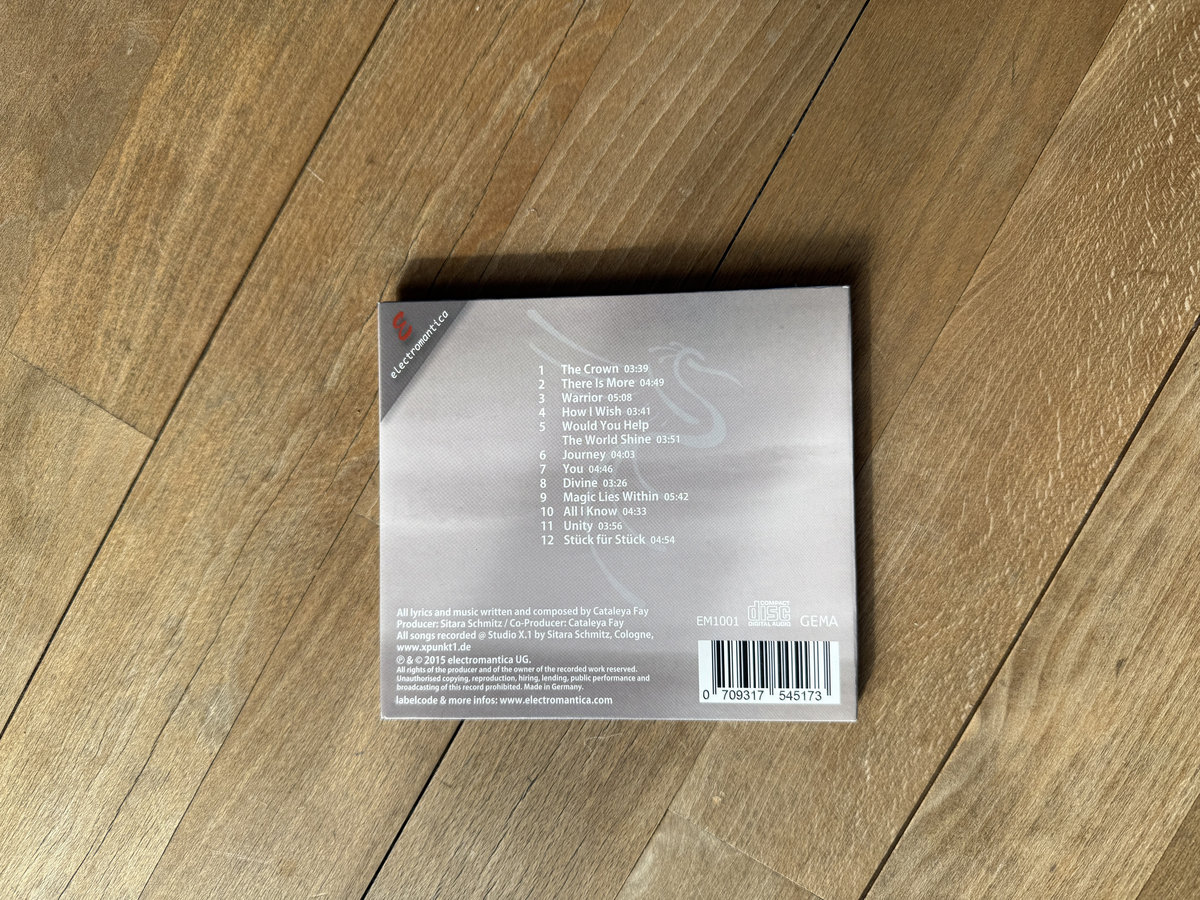 electromantica
1 The Crown 03:39
2 There Is More 04:49
3 Warrior 05:08
4 How I Wish 03:41
5 Would You Help
The World Shine 03:51
6 Journey 04:03
7 You 04:46
8 Divine 03:26
9 Magic Lies Within 05:42
10 All I Know 04:33
11 Unity 03:56
12 Stück für Stück 04:54
All lyrics and music written and composed by Cataleya Fay
Producer: Sitara Schmitz / Co-Producer: Cataleya Fay
All songs recorded @ Studio X.1 by Sitara Schmitz, Cologne,
www.xpunkt1.de
℗ & © 2015 electromantica UG.
All rights of the producer and of the owner of the recorded work reserved.
Unauthorised copying, reproduction, hiring, lending, public performance and
broadcasting of this record prohibited. Made in Germany.
labelcode & more infos: www.electromantica.com
EM1001
COMPACT
disc
DIGITAL AUDIO
GEMA
0 709317 545173